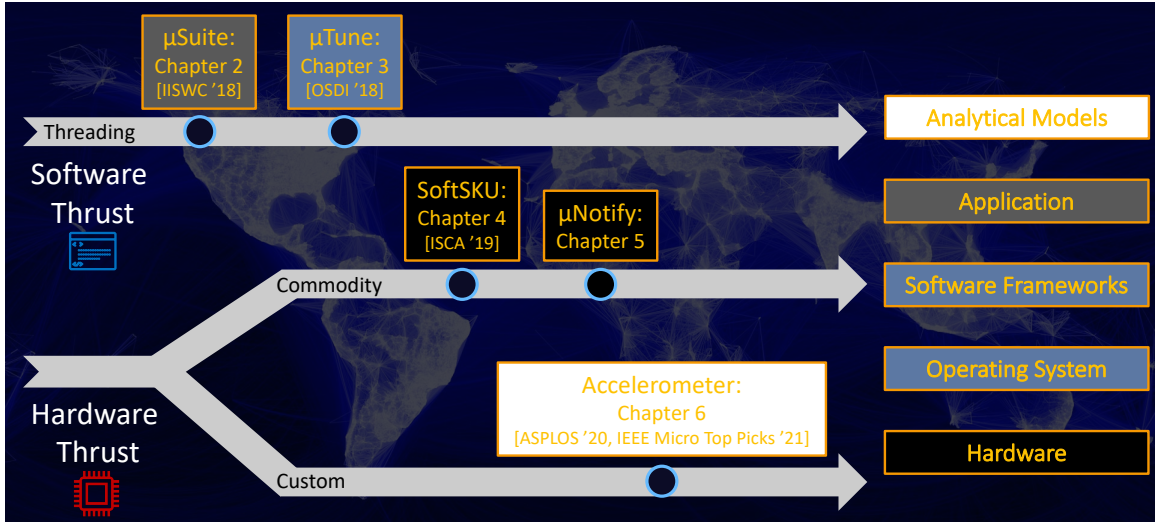 µSuite:
Chapter 2
[IISWC ’18]
µTune:
Chapter 3
[OSDI ’18]
Threading
Software
Thrust
SoftSKU:
Chapter 4
[ISCA ’19]
µNotify:
Chapter 5
Commodity
Hardware
Thrust
Accelerometer:
Chapter 6
[ASPLOS ’20, IEEE Micro Top Picks ’21]
Custom
Analytical Models
Application
Software Frameworks
Operating System
Hardware